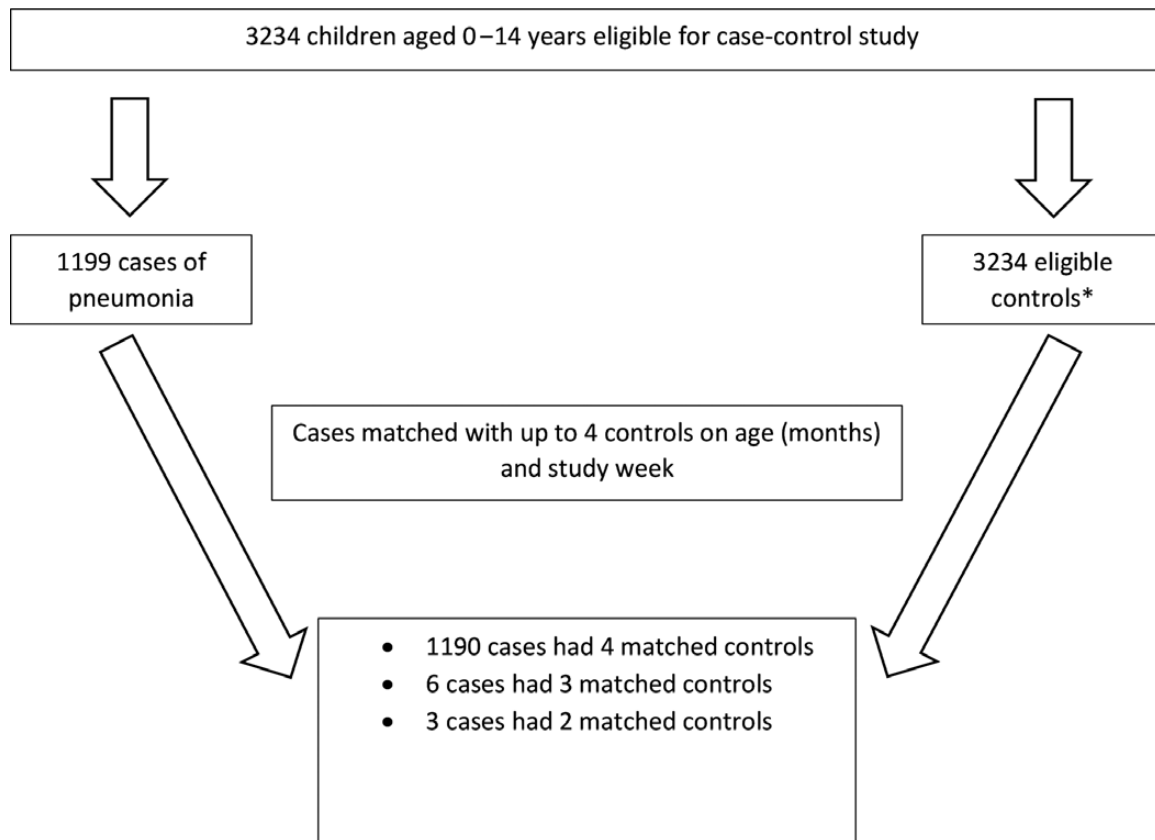 3234 children aged 0–14 years eligible for case-control study
1199 cases of
pneumonia
3234 eligible
controls*
Cases matched with up to 4 controls on age (months)
and study week
• 1190 cases had 4 matched controls
• 6 cases had 3 matched controls
• 3 cases had 2 matched controls